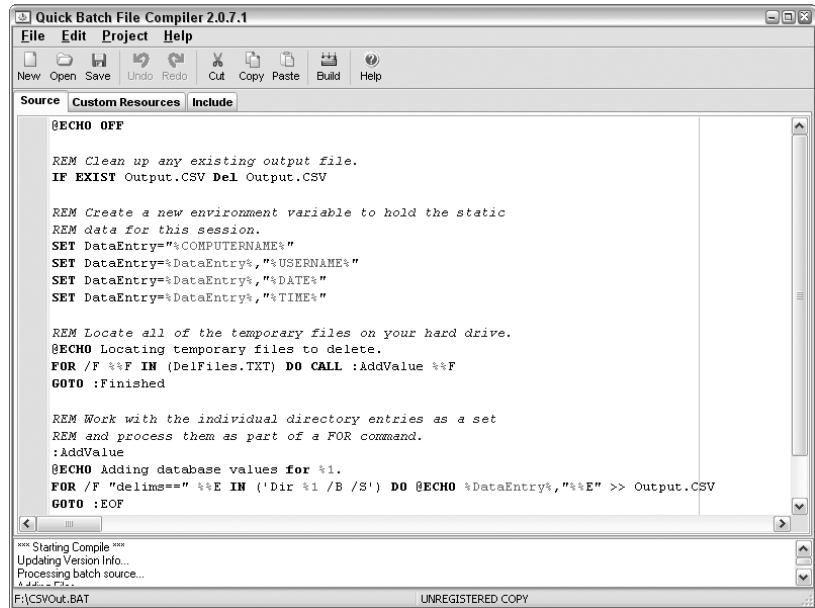 Quick Batch File Compiler 2.0.7.1
File Edit Project Help
New Open Save Undo Redo Cut Copy Paste Build Help
Source Custom Resources Include
@ECHO OFF
REM Clean up any existing output file.
IF EXIST Output.CSV Del Output.CSV
REM Create a new environment variable to hold the static
REM data for this session.
SET DataEntry="%COMPUTERNAME%"
SET DataEntry=%DataEntry%,"%USERNAME%"
SET DataEntry=%DataEntry%,"%DATE%"
SET DataEntry=%DataEntry%,"%TIME%"
REM Locate all of the temporary files on your hard drive.
@ECHO Locating temporary files to delete.
FOR /F %%F IN (DelFiles.TXT) DO CALL :AddValue %%F
GOTO :Finished
REM Work with the individual directory entries as a set
REM and process them as part of a FOR command.
:AddValue
@ECHO Adding database values for %1.
FOR /F "delims==" %%E IN ('Dir %1 /B /S') DO @ECHO %DataEntry%,"%%E" >> Output.CSV
GOTO :EOF
*** Starting Compile ***
Updating Version Info...
Processing batch source...
F:\CSVOut.BAT UNREGISTERED COPY